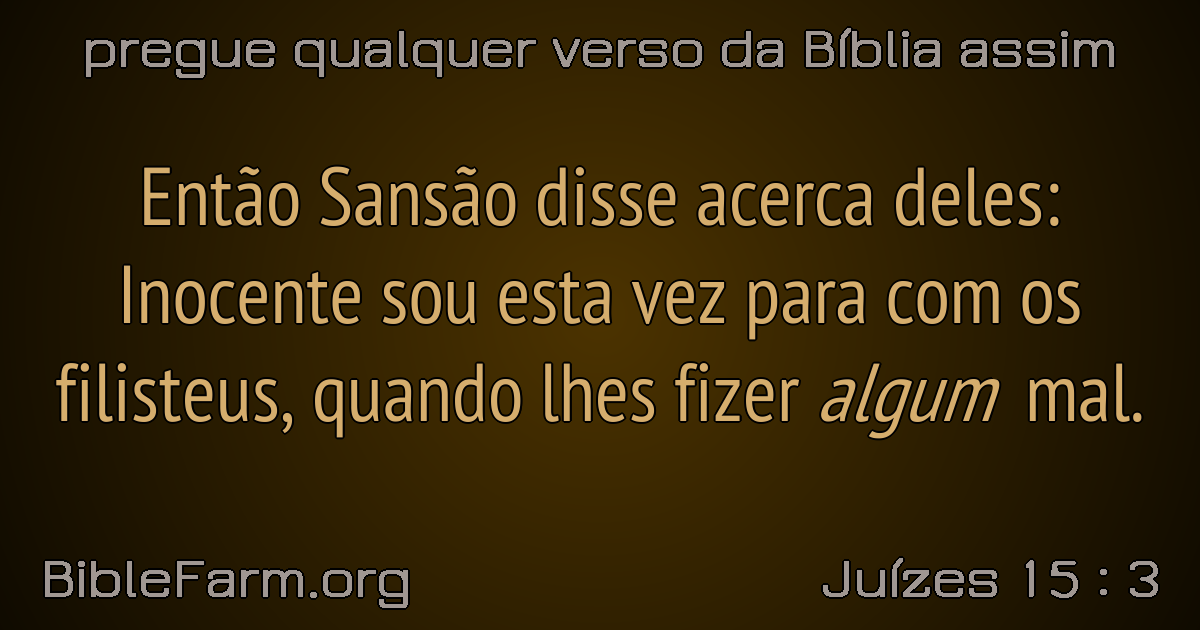 pregue qualquer verso da Bíblia assim
Então Sansão disse acerca deles:
Inocente sou esta vez para com os
filisteus, quando lhes fizer algum mal.
BibleFarm.org
Juízes 15 : 3